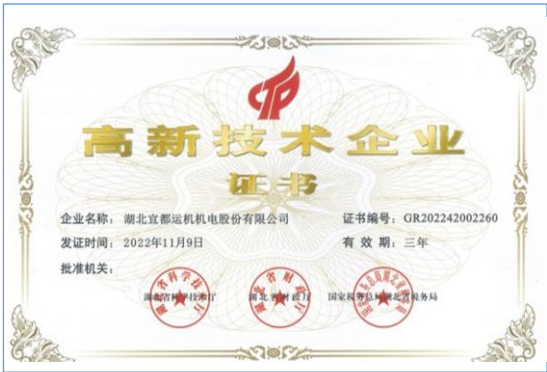 高新技术企业
证书
企业名称：湖北宜都运机机电股份有限公司 证书编号：GR202242002260
发证时间：2022年11月9日 有效期：三年
批准机关：
湖北省科学技术厅 湖北省财政厅 国家税务总局湖北省税务局